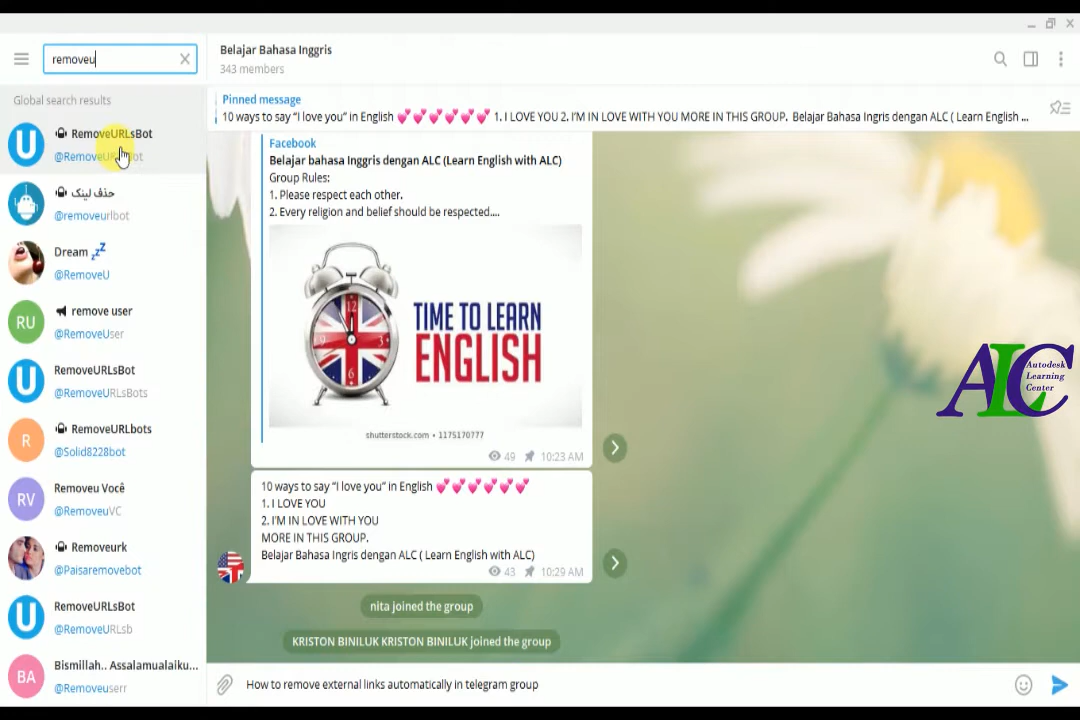 removeu
Global search results
RemoveURLsBot
@RemoveURLsBot
حذف لینک
@removeurlbot
Dream 💤
@RemoveU
remove user
@RemoveUser
RemoveURLsBot
@RemoveURLsBots
RemoveURLbots
@Solid8228bot
Removeu Você
@RemoveuVC
Removeurk
@Paisaremovebot
RemoveURLsBot
@RemoveURLsb
Bismillah.. Assalamualaiku...
@Removeuserr
RU
R
RV
BA
Belajar Bahasa Inggris
343 members
Pinned message
10 ways to say “I love you” in English 💕💕💕💕💕💕 1. I LOVE YOU 2. I’M IN LOVE WITH YOU MORE IN THIS GROUP. Belajar Bahasa Ingris dengan ALC ( Learn English ...
Facebook
Belajar bahasa Inggris dengan ALC (Learn English with ALC)
Group Rules:
1. Please respect each other.
2. Every religion and belief should be respected....
12
3
6
9
TIME TO LEARN
ENGLISH
shutterstock.com • 1175170777
49 10:23 AM
10 ways to say “I love you” in English 💕💕💕💕💕💕
1. I LOVE YOU
2. I’M IN LOVE WITH YOU
MORE IN THIS GROUP.
Belajar Bahasa Ingris dengan ALC ( Learn English with ALC)
43 10:29 AM
nita joined the group
KRISTON BINILUK KRISTON BINILUK joined the group
How to remove external links automatically in telegram group
ALC
Autodesk
Learning
Center